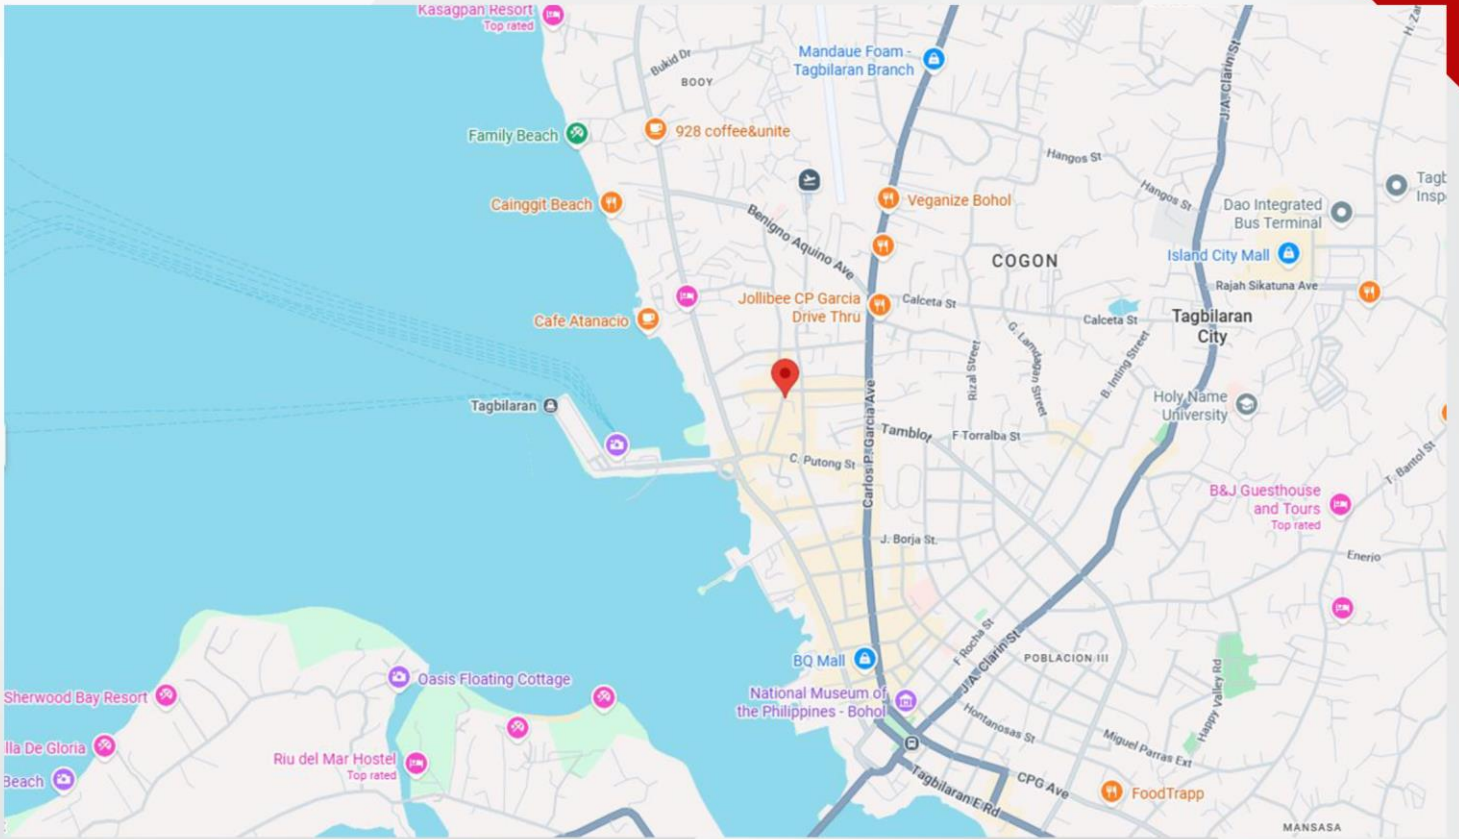 Kasagpan Resort
Top rated
H. Za
Bukid Dr
BOOY
Mandaue Foam -
Tagbilaran Branch
J.A. Clarin St
Family Beach
928 coffee&unite
Hangos St
Hangos St
Tagb
Insp
Cainggit Beach
Veganize Bohol
Dao Integrated
Bus Terminal
Benigno Aquino Ave
COGON
Island City Mall
Rajah Sikatuna Ave
Jollibee CP Garcia
Drive Thru
Calceta St
Cafe Atanacio
Calceta St
Tagbilaran
City
Rizal Street
G. Lamdagan Street
B. Inting Street
Tagbilaran
Carlos P. Garcia Ave
Holy Name
University
Tamblot
F Torralba St
C. Putong St
T. Bantol St
B&J Guesthouse
and Tours
Top rated
J. Borja St.
Enerio
F Rocha St
J.A. Clarin St
POBLACION III
BQ Mall
Happy Valley Rd
Oasis Floating Cottage
Sherwood Bay Resort
National Museum of
the Philippines - Bohol
Hontanosas St
Miguel Parras Ext
lla De Gloria
Riu del Mar Hostel
Top rated
Beach
CPG Ave
Tagbilaran E Rd
FoodTrapp
MANSASA